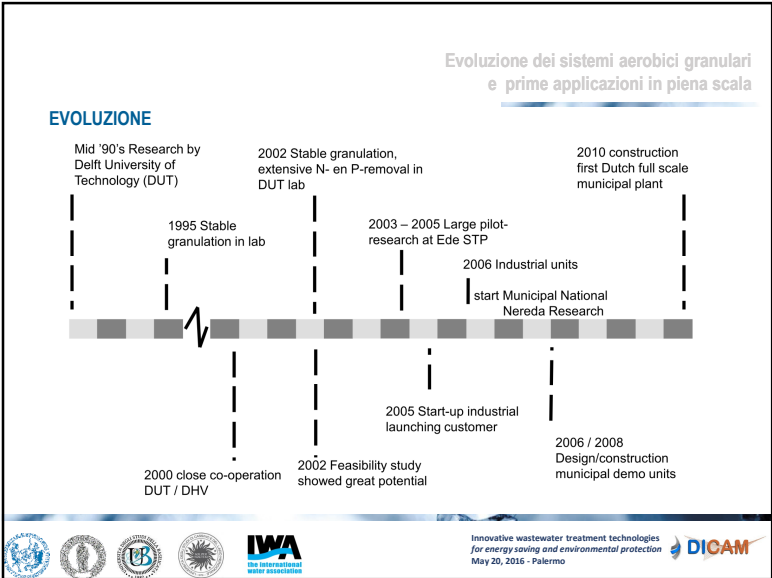 Evoluzione dei sistemi aerobici granulari
e prime applicazioni in piena scala
EVOLUZIONE
Mid '90's Research by
Delft University of
Technology (DUT)
1995 Stable
granulation in lab
2002 Stable granulation,
extensive N- en P-removal in
DUT lab
2003 – 2005 Large pilot-
research at Ede STP
2006 Industrial units
start Municipal National
Nereda Research
2010 construction
first Dutch full scale
municipal plant
2000 close co-operation
DUT / DHV
2002 Feasibility study
showed great potential
2005 Start-up industrial
launching customer
2006 / 2008
Design/construction
municipal demo units
IWA
the international
water association
Innovative wastewater treatment technologies
for energy saving and environmental protection
May 20, 2016 - Palermo
DICAM